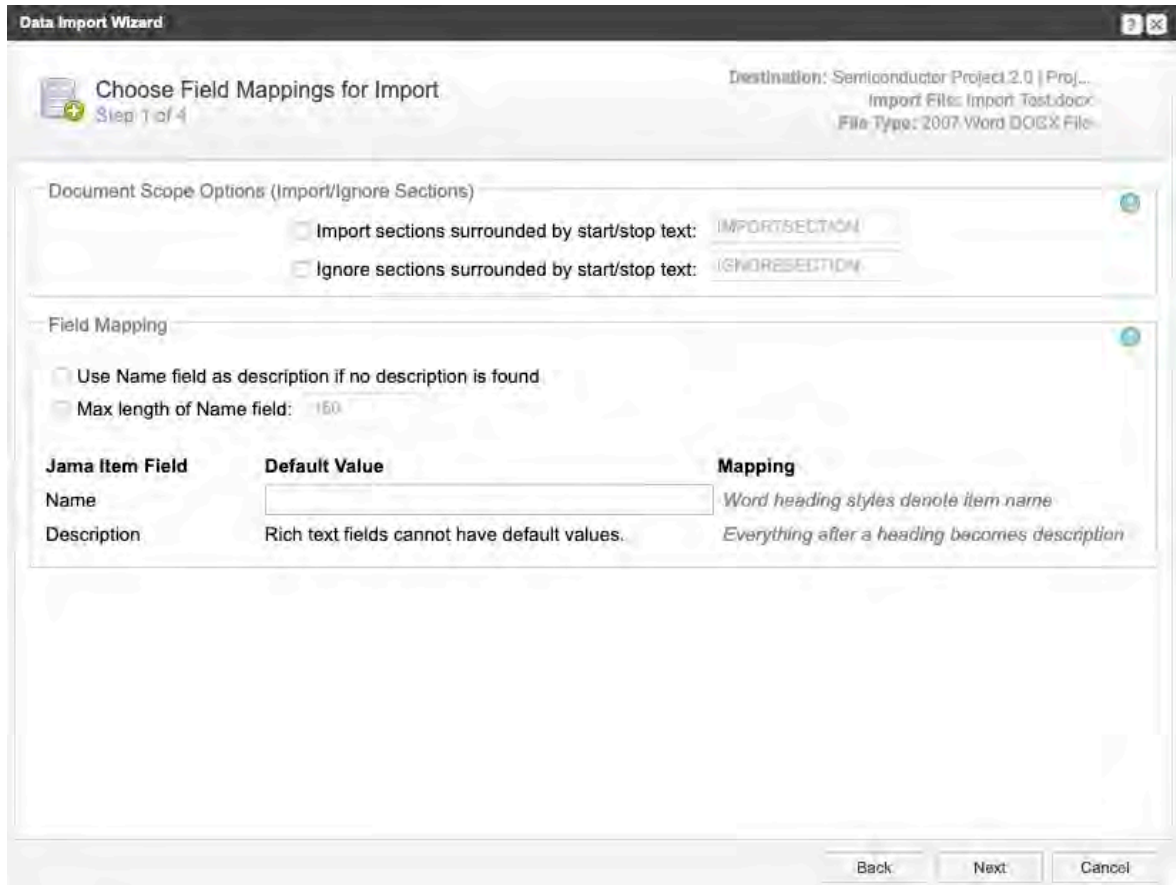 Data Import Wizard
Choose Field Mappings for Import
Step 1 of 4
Destination: Semiconductor Project 2.0 | Proj...
Import File: Import Test.docx
File Type: 2007 Word DOCX File
Document Scope Options (Import/Ignore Sections)
Import sections surrounded by start/stop text: IMPORTSECTION
Ignore sections surrounded by start/stop text: IGNORESECTION
Field Mapping
Use Name field as description if no description is found
Max length of Name field: 150
Jama Item Field Default Value Mapping
Name Word heading styles denote item name
Description Rich text fields cannot have default values. Everything after a heading becomes description
Back Next Cancel